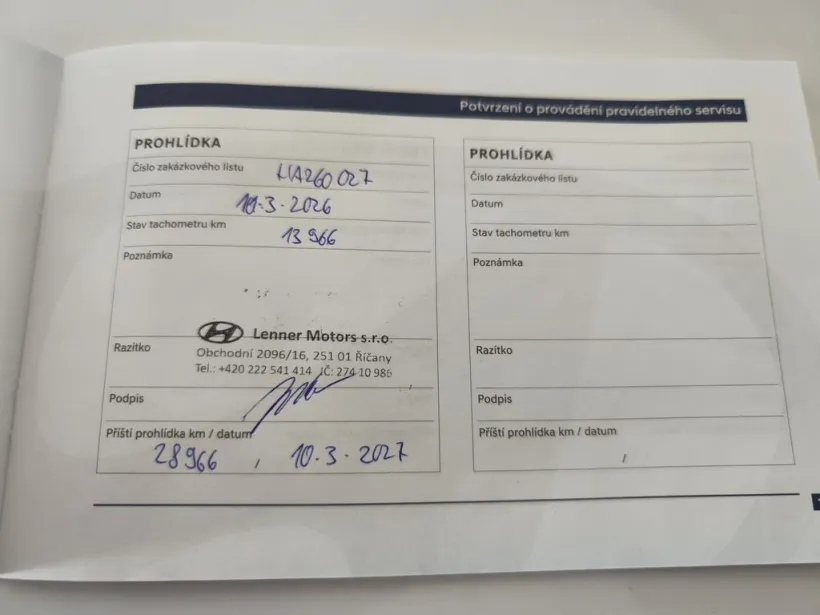 Potvrzení o provádění pravidelného servisu
PROHLÍDKA
Číslo zakázkového listu
Datum 10.3.2026
Stav tachometru km 13 966
Poznámka
Razítko
Lenner Motors s.r.o.
Obchodní 2096/16, 251 01 Říčany
Tel.: +420 222 541 414 IČ: 274 10 986
Podpis
Příští prohlídka km / datum
28966 , 10.3.2027
PROHLÍDKA
Číslo zakázkového listu
Datum
Stav tachometru km
Poznámka
Razítko
Podpis
Příští prohlídka km / datum
/